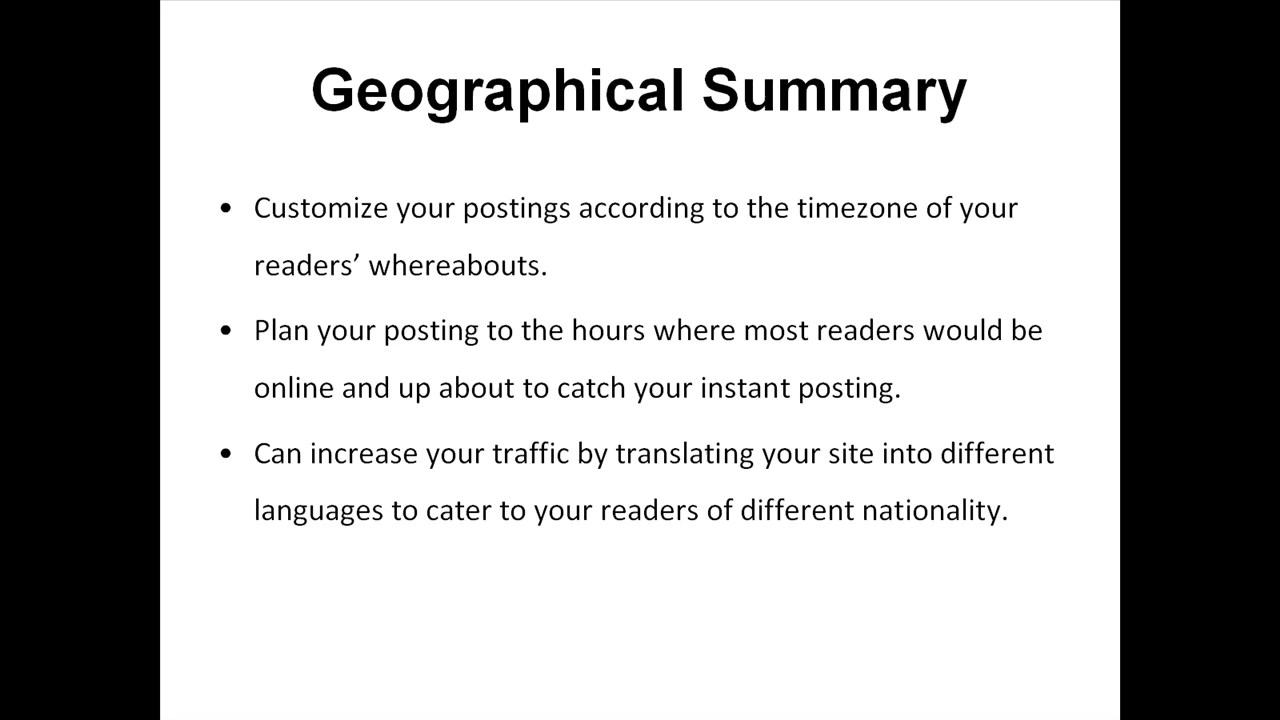 Geographical Summary
• Customize your postings according to the timezone of your
readers’ whereabouts.
• Plan your posting to the hours where most readers would be
online and up about to catch your instant posting.
• Can increase your traffic by translating your site into different
languages to cater to your readers of different nationality.